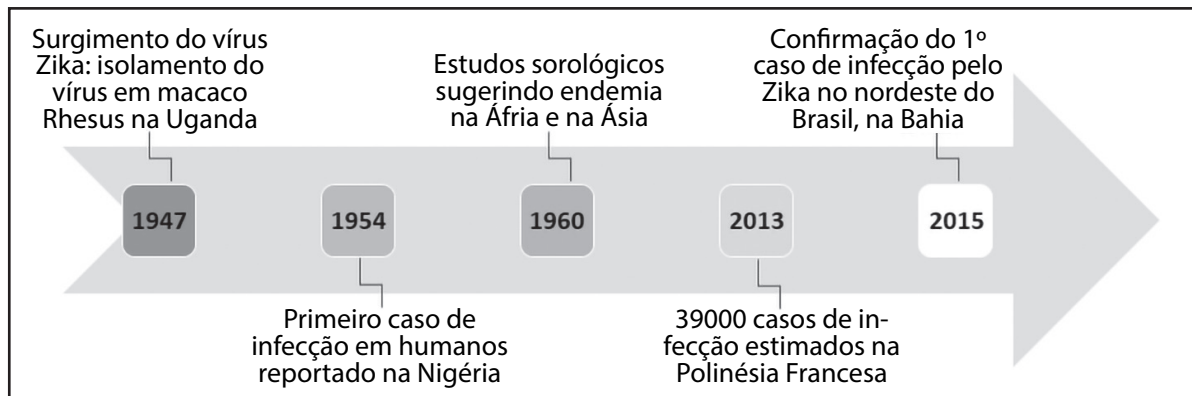 Surgimento do vírus
Zika: isolamento do
vírus em macaco
Rhesus na Uganda
Estudos sorológicos
sugerindo endemia
na Áfria e na Ásia
Confirmação do 1º
caso de infecção pelo
Zika no nordeste do
Brasil, na Bahia
1947
1954
1960
2013
2015
Primeiro caso de
infecção em humanos
reportado na Nigéria
39000 casos de in-
fecção estimados na
Polinésia Francesa